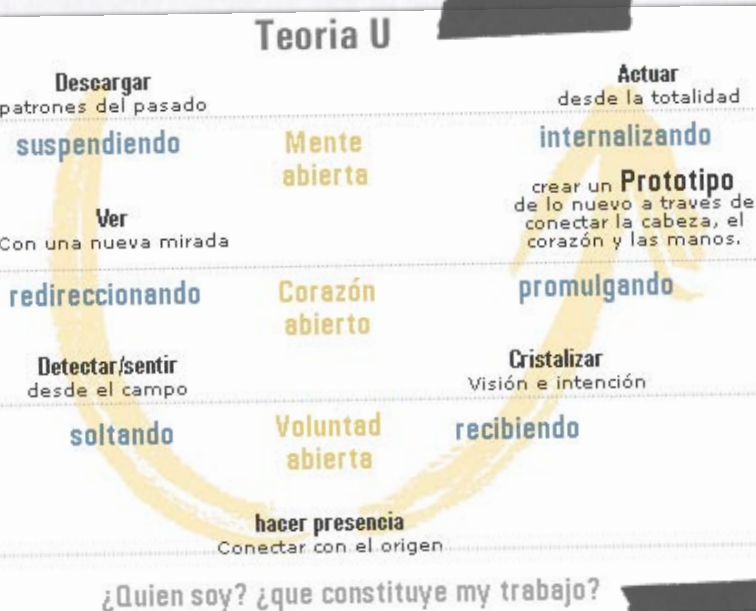 Teoria U
Descargar
patrones del pasado
suspendiendo
Ver
Con una nueva mirada
redireccionando
Detectar/sentir
desde el campo
soltando
Mente
abierta
Corazón
abierto
Voluntad
abierta
hacer presencia
Conectar con el origen
Actuar
desde la totalidad
internalizando
crear un Prototipo
de lo nuevo a traves de
conectar la cabeza, el
corazón y las manos.
promulgando
Cristalizar
Visión e intención
recibiendo
¿Quien soy? ¿que constituye my trabajo?